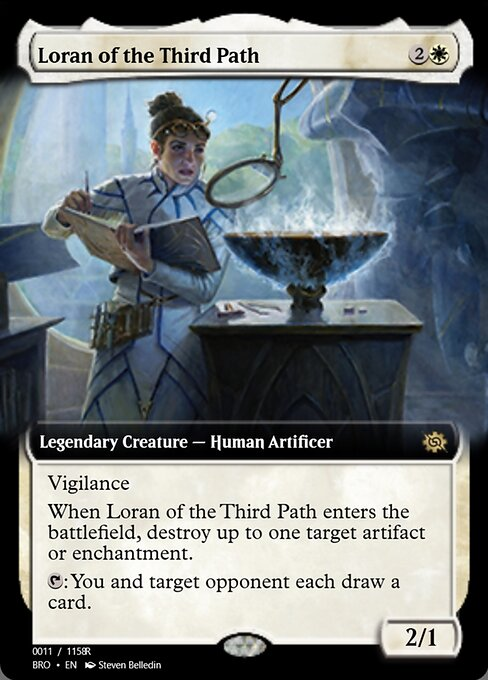 Loran of the Third Path 2
Legendary Creature — Human Artificer
Vigilance
When Loran of the Third Path enters the
battlefield, destroy up to one target artifact
or enchantment.
:You and target opponent each draw a
card.
2/1
0011 / 1158R
BRO • EN Steven Belledin